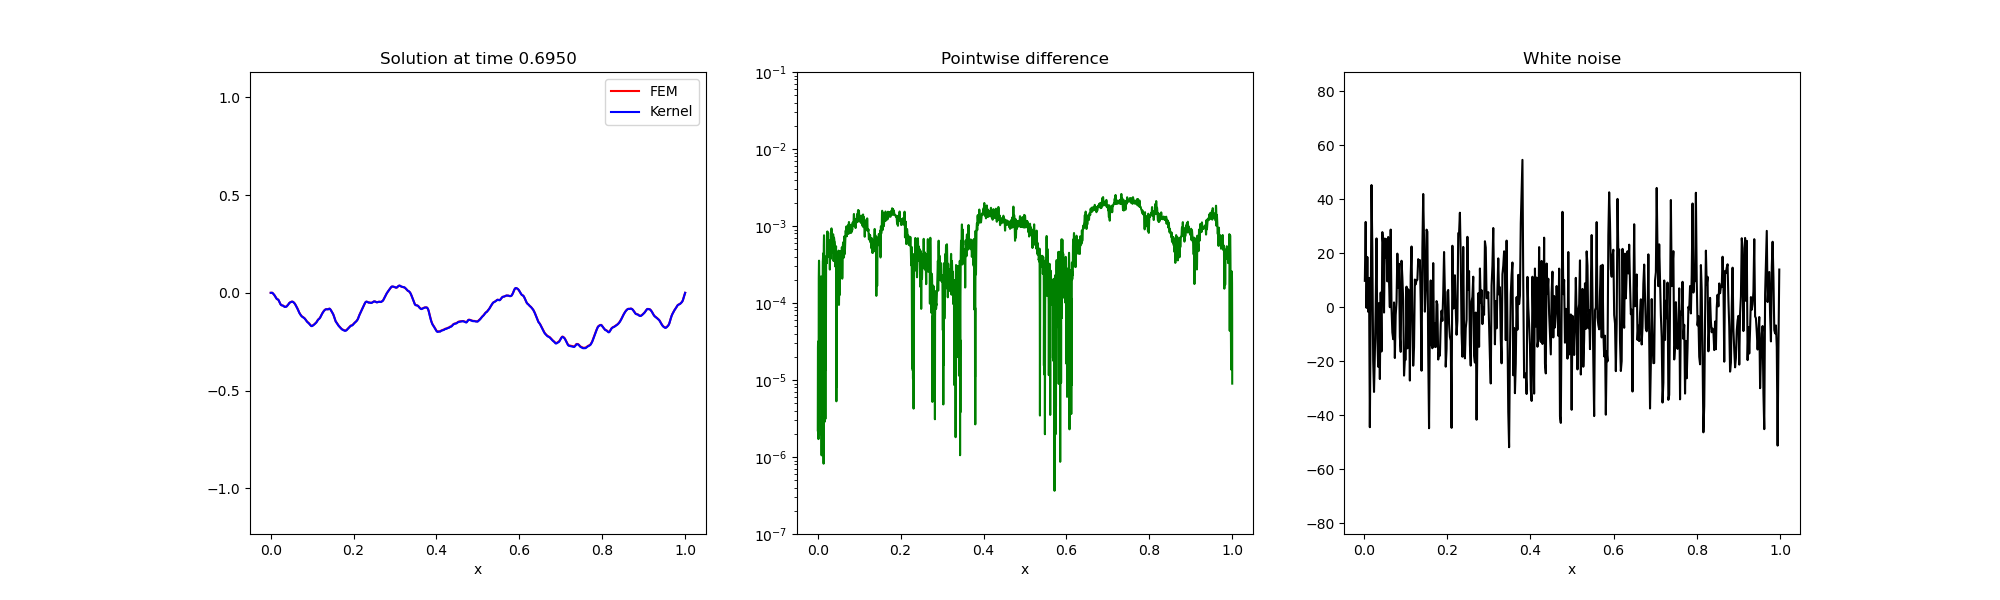 Solution at time 0.6950
1.0
0.5
0.0
−0.5
−1.0
FEM
Kernel
0.0 0.2 0.4 0.6 0.8 1.0
x
Pointwise difference
10⁻¹
10⁻²
10⁻³
10⁻⁴
10⁻⁵
10⁻⁶
10⁻⁷
0.0 0.2 0.4 0.6 0.8 1.0
x
White noise
80
60
40
20
0
−20
−40
−60
−80
0.0 0.2 0.4 0.6 0.8 1.0
x